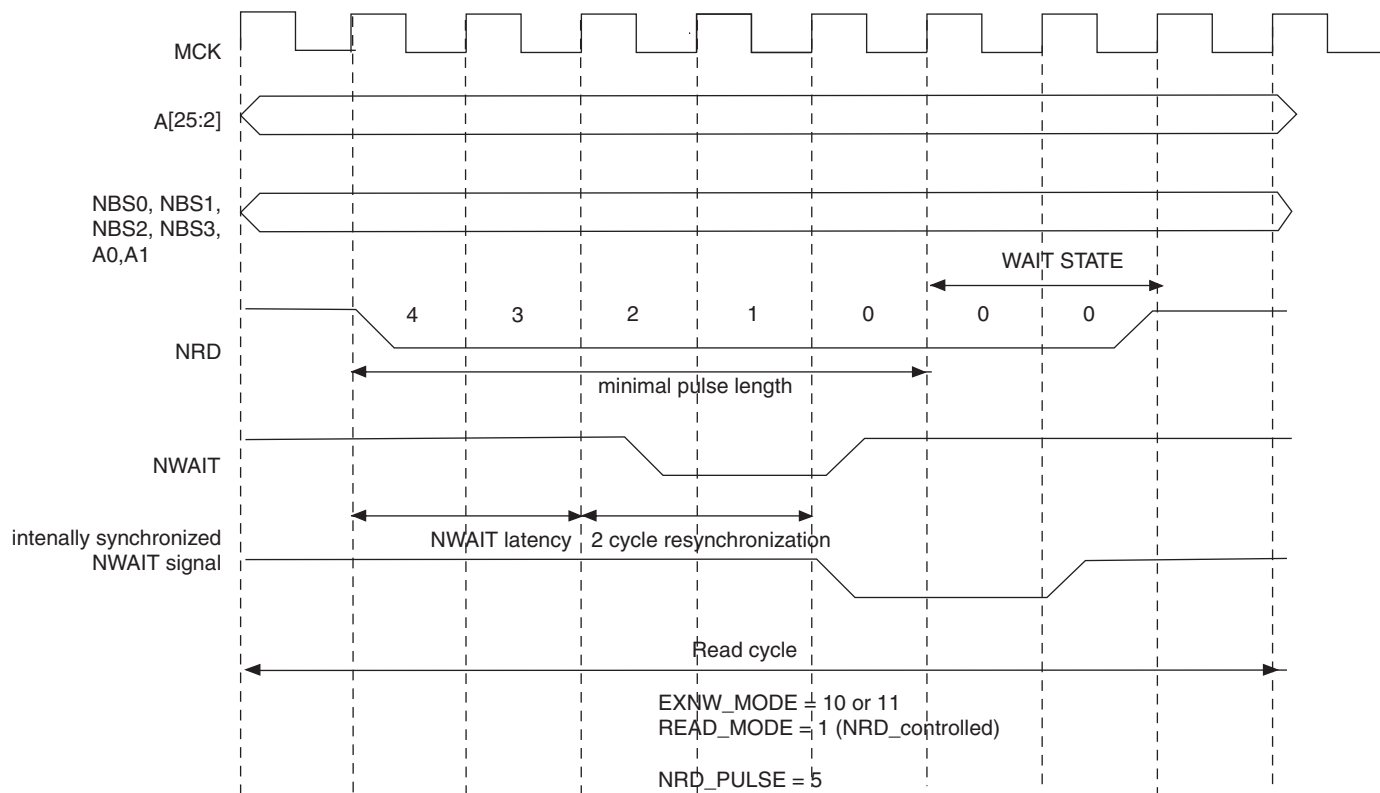 MCK
A[25:2]
NBS0, NBS1,
NBS2, NBS3,
A0,A1
WAIT STATE
4 3 2 1 0 0 0
NRD
minimal pulse length
NWAIT
NWAIT latency 2 cycle resynchronization
intenally synchronized
NWAIT signal
Read cycle
EXNW_MODE = 10 or 11
READ_MODE = 1 (NRD_controlled)
NRD_PULSE = 5